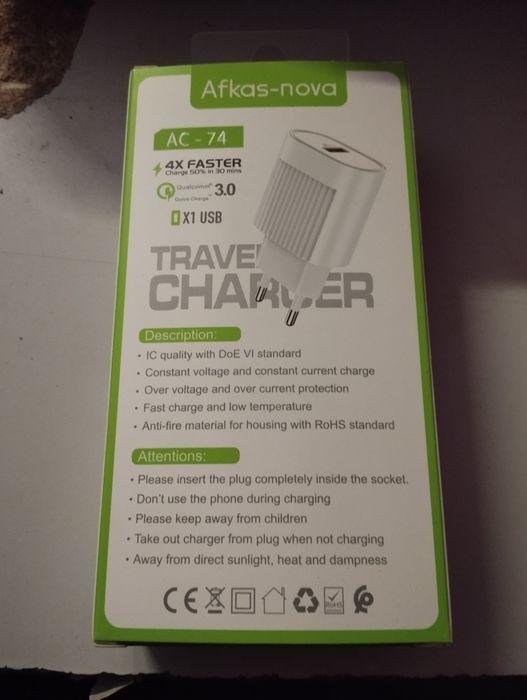 Afkas-nova
AC - 74
4X FASTER
Charge 50% in 30 mins
Qualcomm
Quick Charge
3.0
X1 USB
TRAVEL
CHARGER
Description:
• IC quality with DoE VI standard
• Constant voltage and constant current charge
• Over voltage and over current protection
• Fast charge and low temperature
• Anti-fire material for housing with RoHS standard
Attentions:
• Please insert the plug completely inside the socket.
• Don't use the phone during charging
• Please keep away from children
• Take out charger from plug when not charging
• Away from direct sunlight, heat and dampness
CE
RoHS